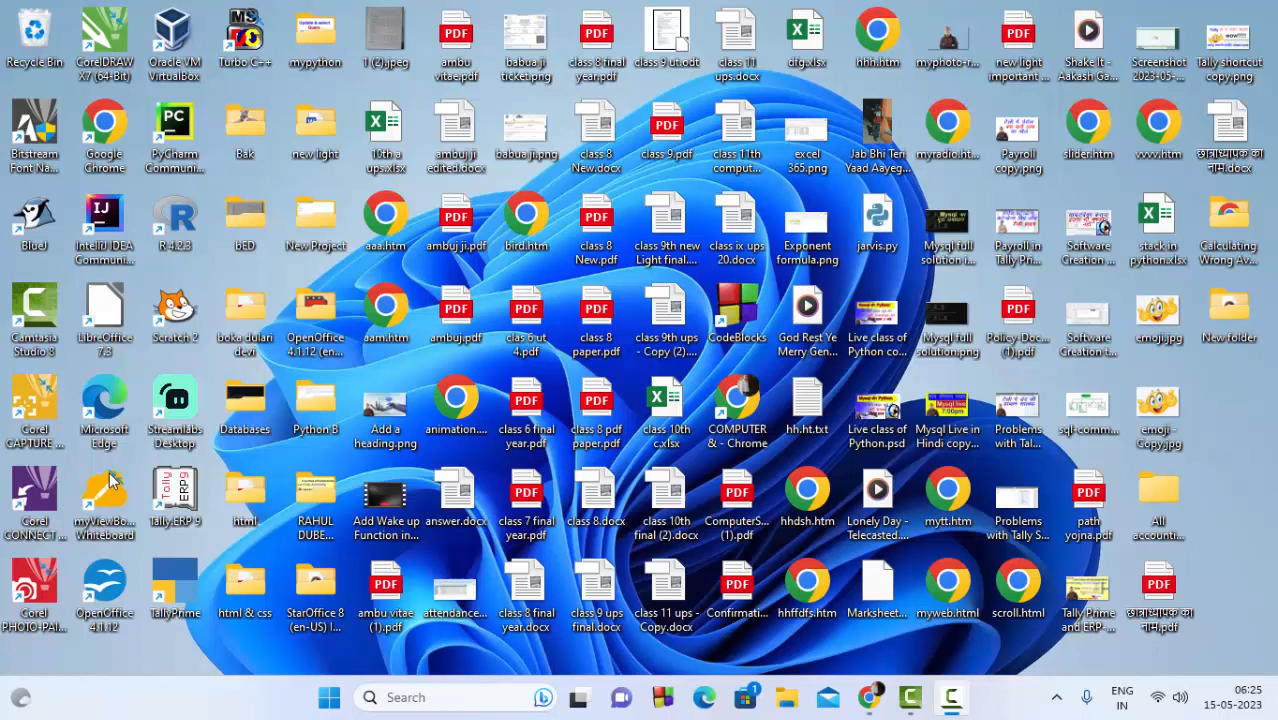 Recycle Bin
CorelDRAW X7 (64-Bit)
Oracle VM VirtualBox
Turbo C++
mypython
1 (2).jpeg
ambu vitae.pdf
babua ji ticket.png
class 8 final year.pdf
class 9 ut.odt
class 11 ups.docx
dfg.xlsx
hhh.htm
myphoto-r...
new light important ...
Shake It - Aakash Ga...
Screenshot 2023-05-...
Tally shortcut copy.png
Bitstream Font Na...
Google Chrome
PyCharm Communi...
Bak
new light
10th a ups.xlsx
ambuj ji edited.docx
babua ji.png
class 8 New.docx
class 9.pdf
class 11th comput...
excel 365.png
Jab Bhi Teri Yaad Aayeg...
myradio.ht...
Payroll copy.png
slider.htm
vvvv.htm
छात्राध्यापक का नाम.docx
BlueJ
IntelliJ IDEA Communi...
R 4.2.3
bED
New Project
aaa.htm
ambuj ji.pdf
bird.htm
class 8 New.pdf
class 9th new Light final....
class ix ups 20.docx
Exponent formula.png
jarvis.py
Mysql full solution i...
Payroll in Tally Pri...
Software Creation ...
stack in python.xlsx
Calculating Wrong Av...
Camtasia Studio 8
LibreOffice 7.3
Scratch 2
boka dulari devi
OpenOffice 4.1.12 (en...
aam.htm
ambuj.pdf
clas 6 ut 4.pdf
class 8 paper.pdf
class 9th ups - Copy (2)....
CodeBlocks
God Rest Ye Merry Gen...
Live class of Python co...
Mysql full solution.png
Policy Doc... (1).pdf
Software Creation t...
emoji.jpg
New folder
Corel CAPTURE ...
Microsoft Edge
Streamlabs Desktop
Databases
Python B
Add a heading.png
animation....
class 6 final year.pdf
class 8 pdf paper.pdf
class 10th c.xlsx
COMPUTER & - Chrome
hh.ht.txt
Live class of Python.psd
Mysql Live in Hindi copy...
Problems with Tal...
sql-comm...
emoji - Copy.jpg
Corel CONNECT ...
myViewBo... Whiteboard
Tally.ERP 9
html
RAHUL DUBE...
Add Wake up Function in...
answer.docx
class 7 final year.pdf
class 8.docx
class 10th final (2).docx
ComputerS... (1).pdf
hhdsh.htm
Lonely Day - Telecasted....
mytt.htm
Problems with Tally S...
path yojna.pdf
All accounti...
Corel PHOTO-PAI...
OpenOffice 4.1.12
TallyPrime
html & css
StarOffice 8 (en-US) I...
ambu vitae (1).pdf
attendance...
class 8 final year.docx
class 9 ups final.docx
class 11 ups - Copy.docx
Confirmati...
hhffdfs.htm
Marksheet....
myweb.html
scroll.html
Tally Prime and ERP-...
छात्राध्यापक का नाम.pdf
Search
ENG
IN
06:25
15-05-2023